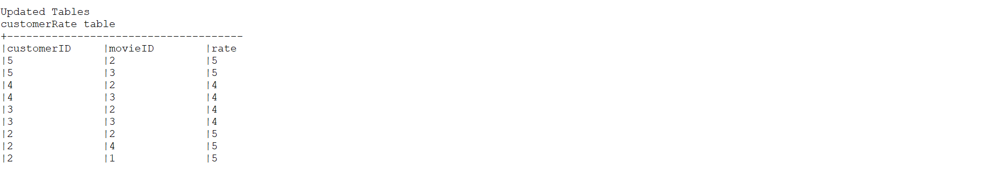 Updated Tables
customerRate table
+-------------------------------------
|customerID     |movieID        |rate
|5              |2              |5
|5              |3              |5
|4              |2              |4
|4              |3              |4
|3              |2              |4
|3              |3              |4
|2              |2              |5
|2              |4              |5
|2              |1              |5